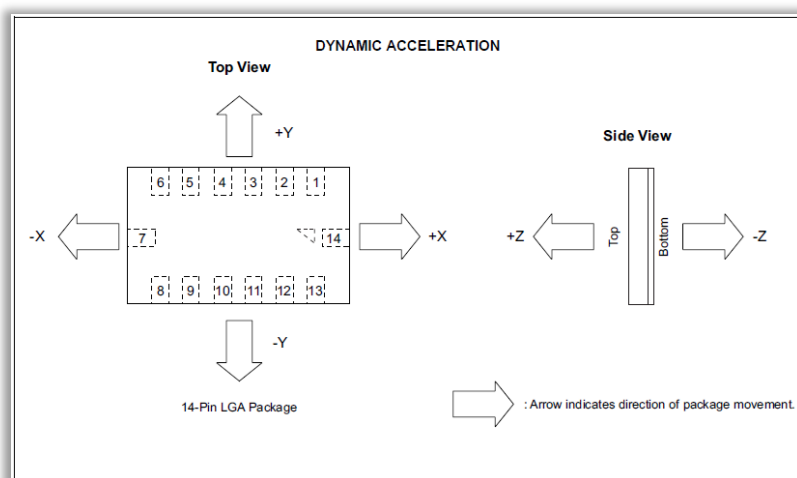 DYNAMIC ACCELERATION
Top View
+Y
Side View
6 5 4 3 2 1
-X 7 14 +X
+Z Top Bottom -Z
8 9 10 11 12 13
-Y
14-Pin LGA Package
: Arrow indicates direction of package movement.